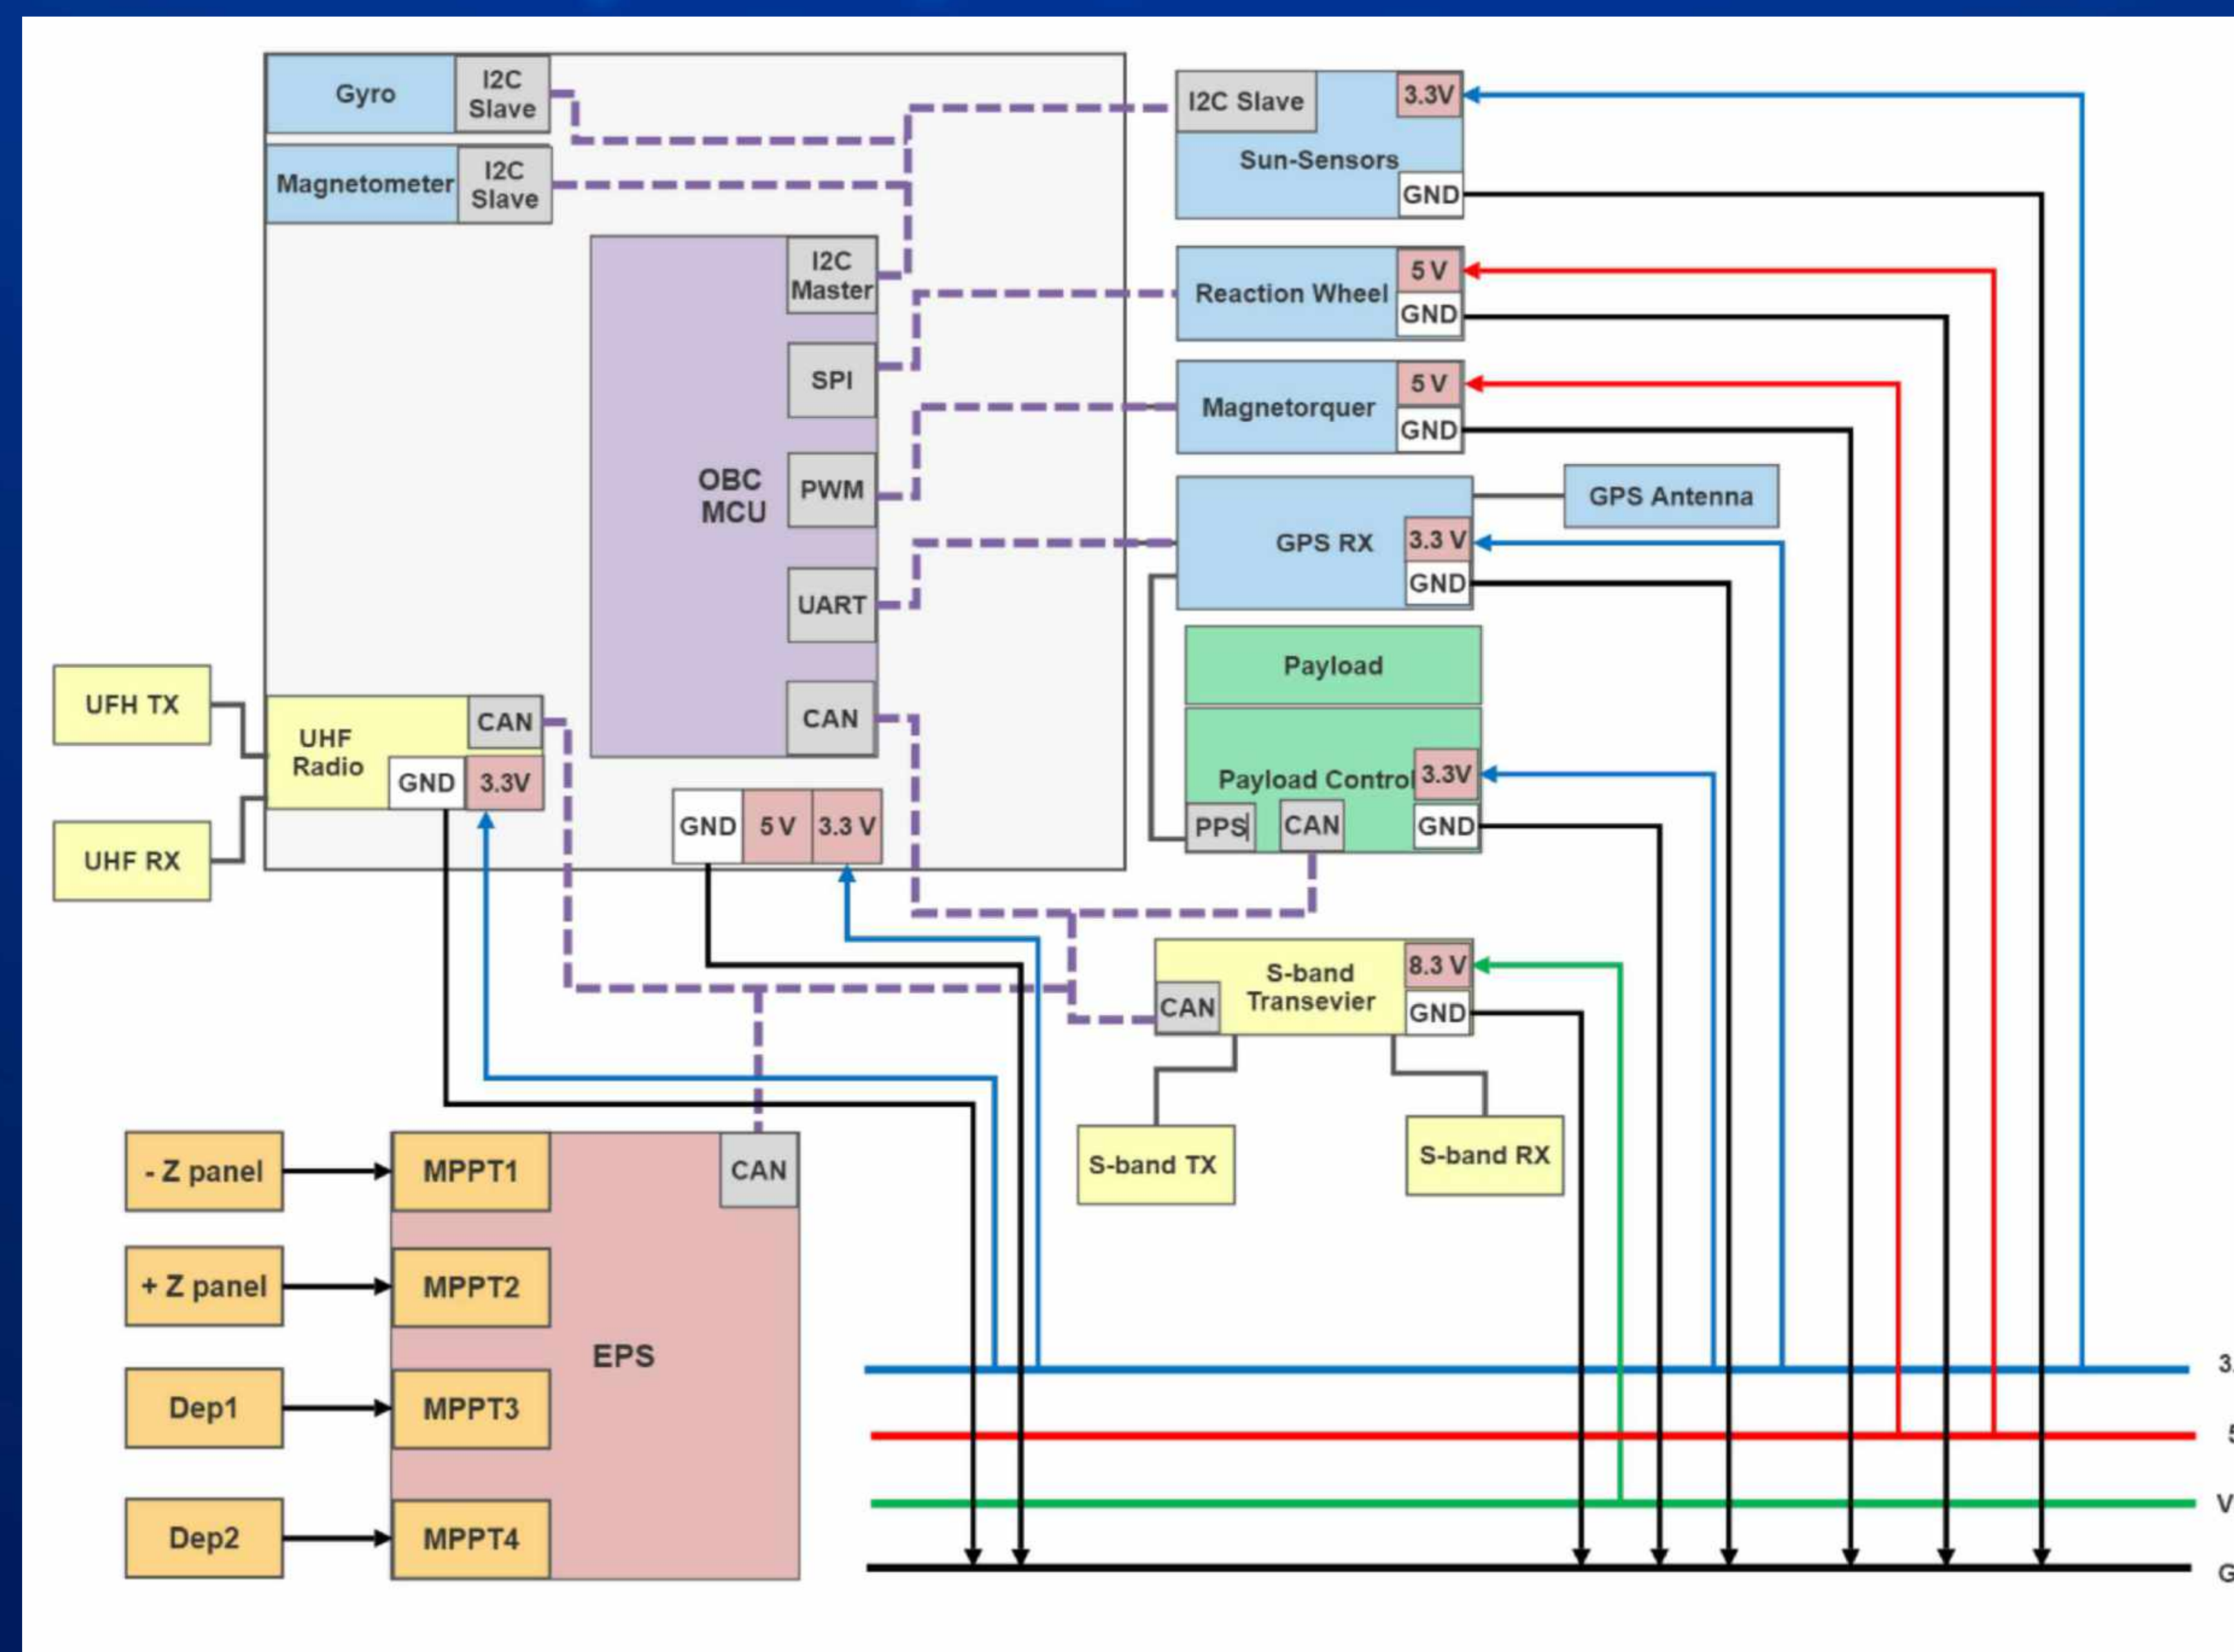 Gyro
I2C
Slave
Magnetometer
I2C
Slave
I2C
Master
SPI
OBC
MCU
PWM
UART
CAN
GND
5 V
3.3 V
UFH TX
UHF RX
UHF
Radio
CAN
GND
3.3V
I2C Slave
3.3V
Sun-Sensors
GND
Reaction Wheel
5 V
GND
Magnetorquer
5 V
GND
GPS RX
3.3 V
GND
GPS Antenna
Payload
Payload Control
3.3V
PPS
CAN
GND
S-band
Transevier
8.3 V
CAN
GND
S-band TX
S-band RX
- Z panel
MPPT1
CAN
+ Z panel
MPPT2
EPS
Dep1
MPPT3
Dep2
MPPT4
3.
5
V
G